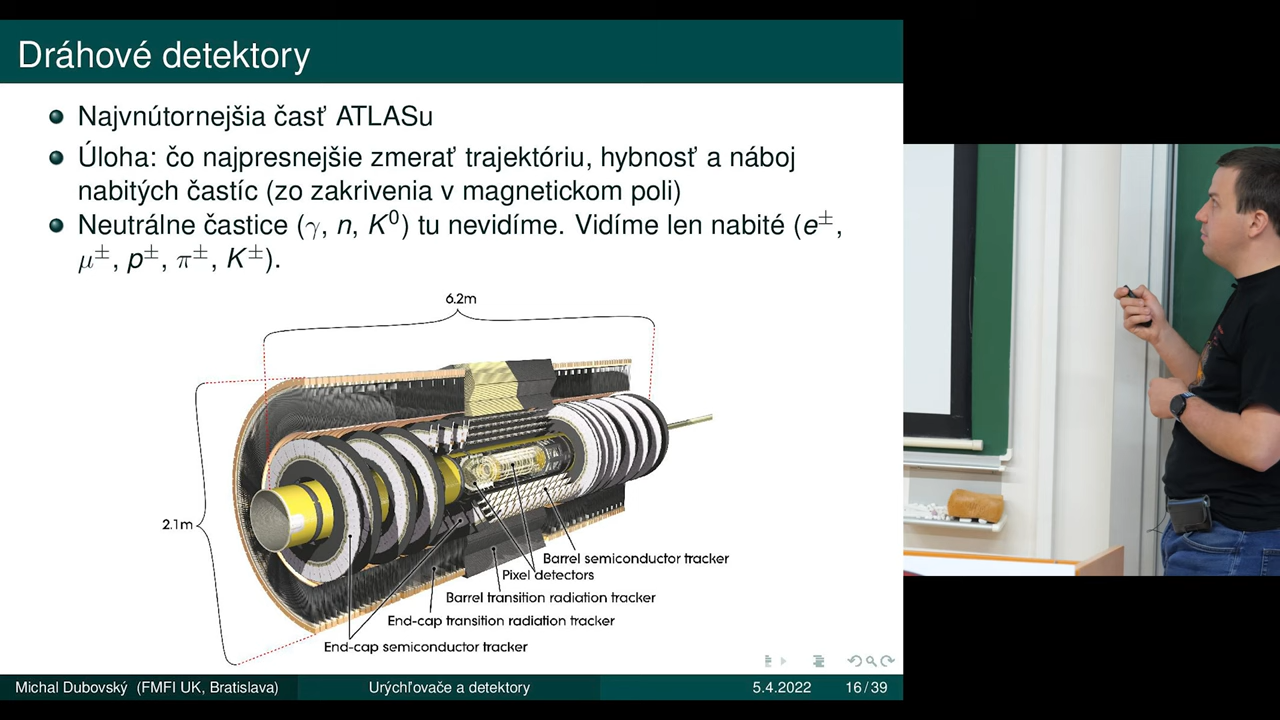 Dráhové detektory
Najvnútornejšia časť ATLASu
Úloha: čo najpresnejšie zmerať trajektóriu, hybnosť a náboj
nabitých častíc (zo zakrivenia v magnetickom poli)
Neutrálne častice (γ, n, K⁰) tu nevidíme. Vidíme len nabité (e±,
μ±, p±, π±, K±).
6.2m
2.1m
Barrel semiconductor tracker
Pixel detectors
Barrel transition radiation tracker
End-cap transition radiation tracker
End-cap semiconductor tracker
Michal Dubovský (FMFI UK, Bratislava) Urýchľovače a detektory 5.4.2022 16/39